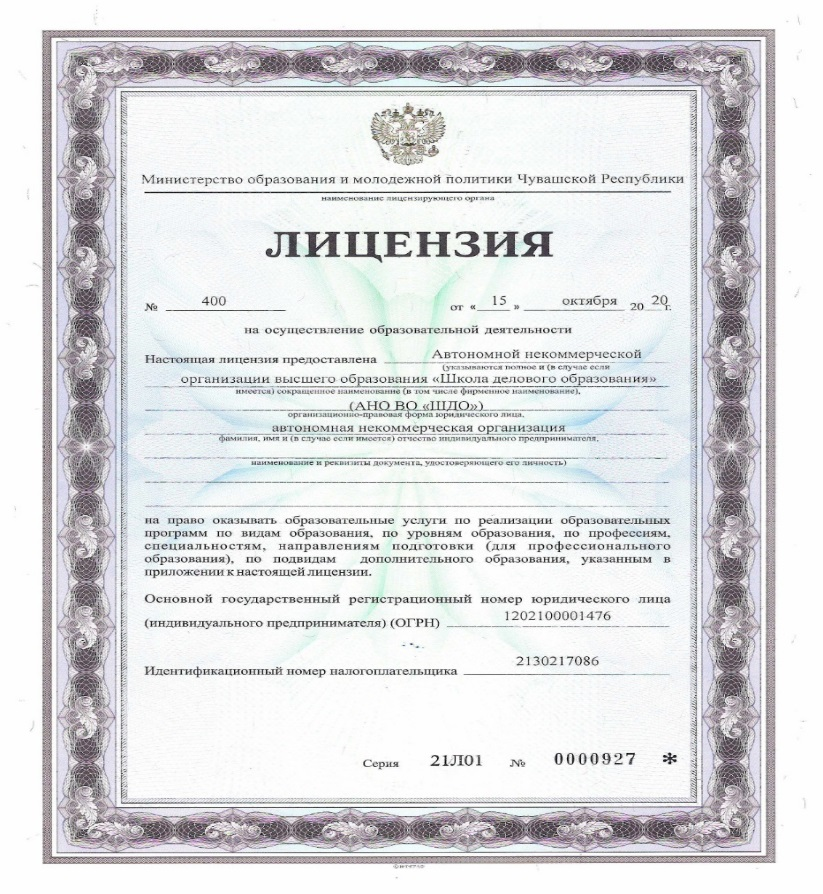 Министерство образования и молодежной политики Чувашской Республики
наименование лицензирующего органа
ЛИЦЕНЗИЯ
№ 400 от « 15 » октября 20 20 г.
на осуществление образовательной деятельности
Настоящая лицензия предоставлена Автономной некоммерческой
(указываются полное и (в случае если
организации высшего образования «Школа делового образования»
имеется) сокращенное наименование (в том числе фирменное наименование),
(АНО ВО «ШДО»)
организационно-правовая форма юридического лица,
автономная некоммерческая организация
фамилия, имя и (в случае если имеется) отчество индивидуального предпринимателя,
наименование и реквизиты документа, удостоверяющего его личность)
на право оказывать образовательные услуги по реализации образовательных
программ по видам образования, по уровням образования, по профессиям,
специальностям, направлениям подготовки (для профессионального
образования), по подвидам дополнительного образования, указанным в
приложении к настоящей лицензии.
Основной государственный регистрационный номер юридического лица
(индивидуального предпринимателя) (ОГРН) 1202100001476
Идентификационный номер налогоплательщика 2130217086
Серия 21Л01 № 0000927 *